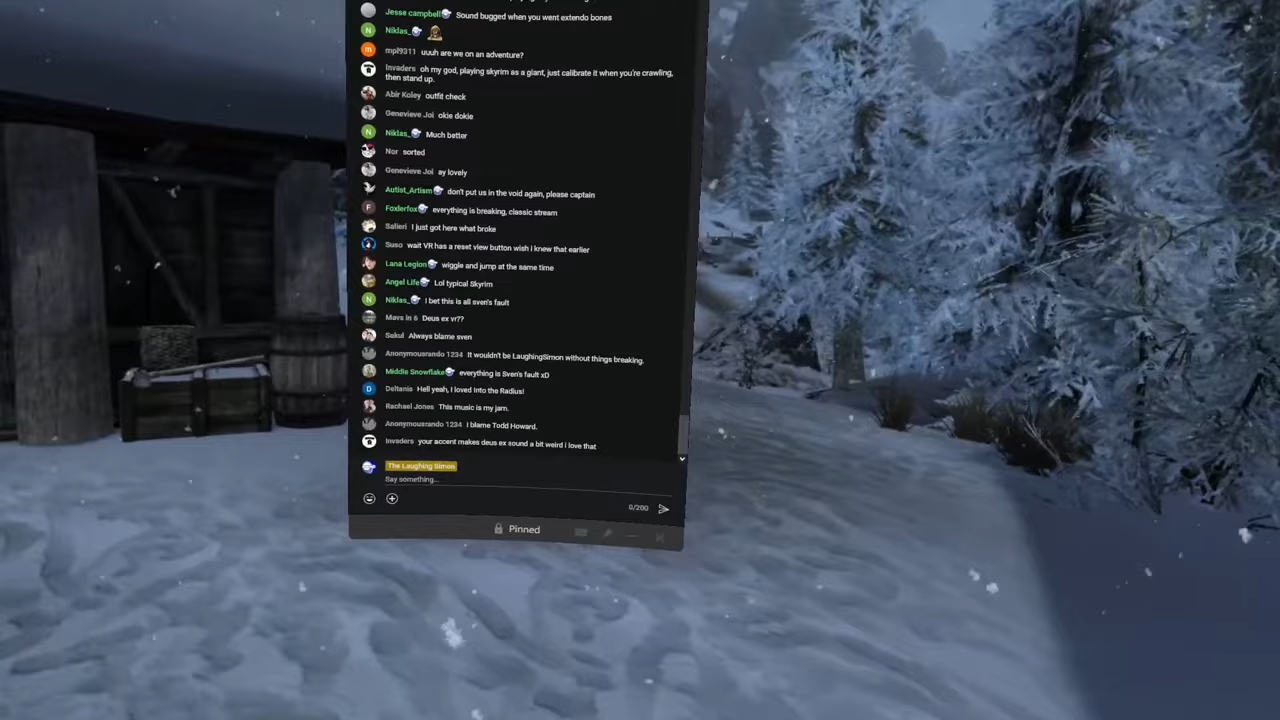 Jesse campbell Sound bugged when you went extendo bones
N Niklas_
m mpl9311 uuuh are we on an adventure?
Invaders oh my god, playing skyrim as a giant, just calibrate it when you're crawling,
then stand up.
Abir Koley outfit check
Genevieve Joi okie dokie
N Niklas_ Much better
Nor sorted
Genevieve Joi ay lovely
Autist_Artism don't put us in the void again, please captain
F Foxferfox everything is breaking, classic stream
Salieri I just got here what broke
Suso wait VR has a reset view button wish i knew that earlier
Lana Legion wiggle and jump at the same time
Angel Life Lol typical Skyrim
N Niklas_ I bet this is all sven's fault
Deus ex vr??
Sekul Always blame sven
Anonymousrando 1234 It wouldn't be LaughingSimon without things breaking.
Middie Snowflake everything is Sven's fault xD
D Deltanis Hell yeah, I loved Into the Radius!
Rachael Jones This music is my jam.
Anonymousrando 1234 I blame Todd Howard.
Invaders your accent makes deus ex sound a bit weird i love that
The Laughing Simon
Say something...
0/200
Pinned